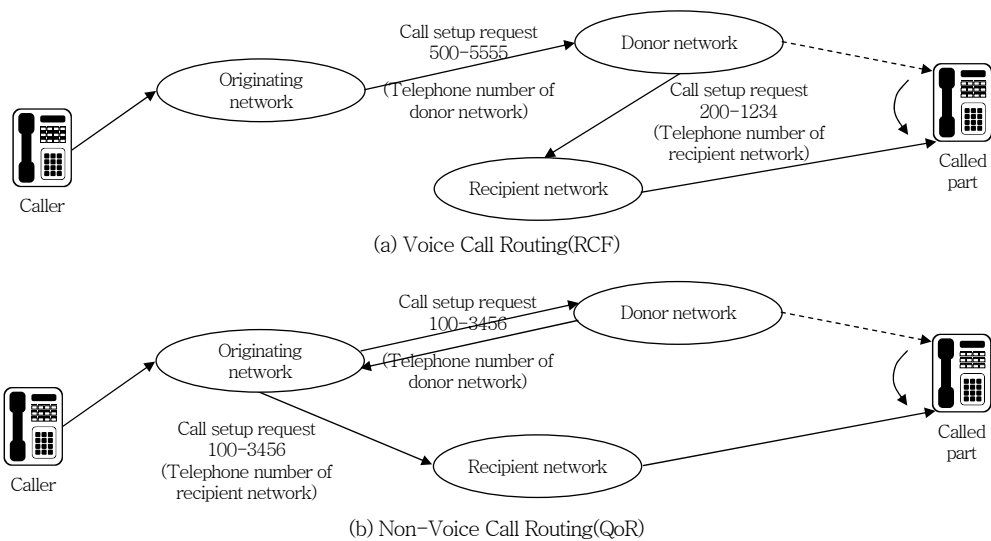 Call setup request
500-5555
(Telephone number of
donor network)
Donor network
Originating
network
Call setup request
200-1234
(Telephone number of
recipient network)
Recipient network
Caller
Called
part
(a) Voice Call Routing(RCF)
Call setup request
100-3456
(Telephone number of
donor network)
Donor network
Originating
network
Call setup request
100-3456
(Telephone number of
recipient network)
Recipient network
Caller
Called
part
(b) Non-Voice Call Routing(QoR)